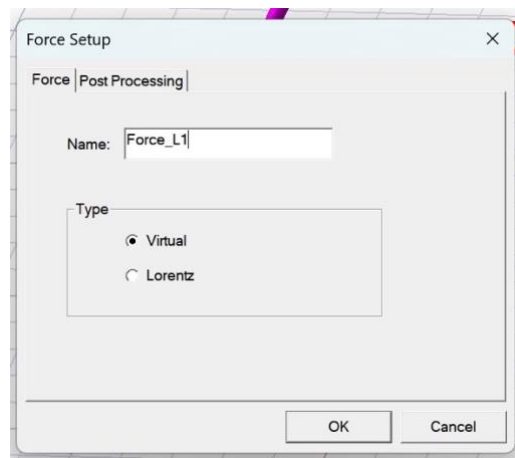 Force Setup
Force Post Processing
Name: Force_L1
Type
Virtual
Lorentz
OK Cancel